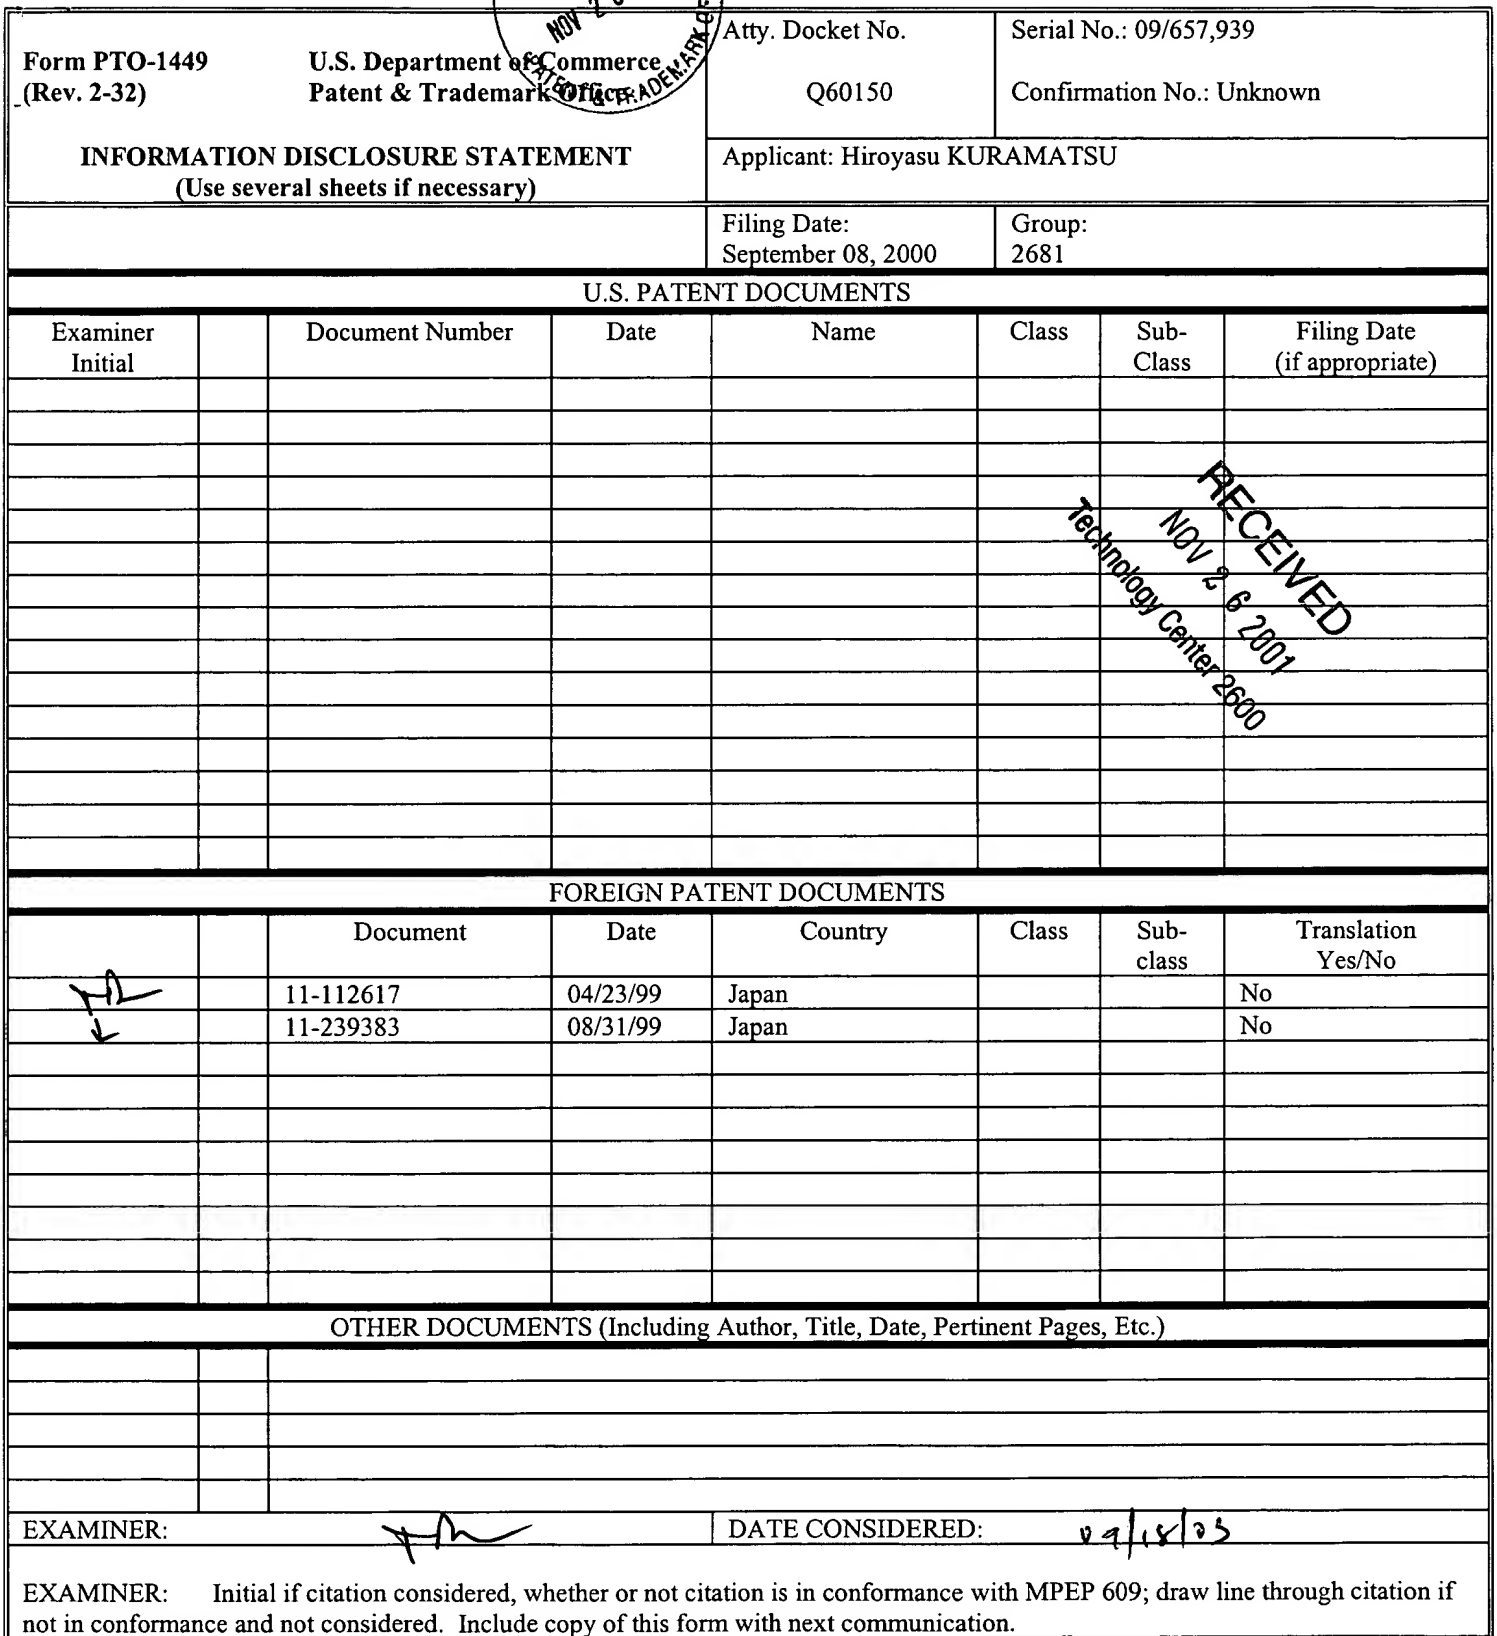 Form PTO-1449 U.S. Department of Commerce
(Rev. 2-32) Patent & Trademark Office
INFORMATION DISCLOSURE STATEMENT
(Use several sheets if necessary)
NOV 2
PATENT & TRADEMARK
Atty. Docket No.
Q60150
Serial No.: 09/657,939
Confirmation No.: Unknown
Applicant: Hiroyasu KURAMATSU
Filing Date:
September 08, 2000
Group:
2681
U.S. PATENT DOCUMENTS
Examiner Initial Document Number Date Name Class Sub-Class Filing Date (if appropriate)
RECEIVED
NOV 26 2001
Technology Center 2600
FOREIGN PATENT DOCUMENTS
Document Date Country Class Sub-class Translation Yes/No
11-112617 04/23/99 Japan No
11-239383 08/31/99 Japan No
OTHER DOCUMENTS (Including Author, Title, Date, Pertinent Pages, Etc.)
EXAMINER: DATE CONSIDERED: 09/18/03
EXAMINER: Initial if citation considered, whether or not citation is in conformance with MPEP 609; draw line through citation if
not in conformance and not considered. Include copy of this form with next communication.